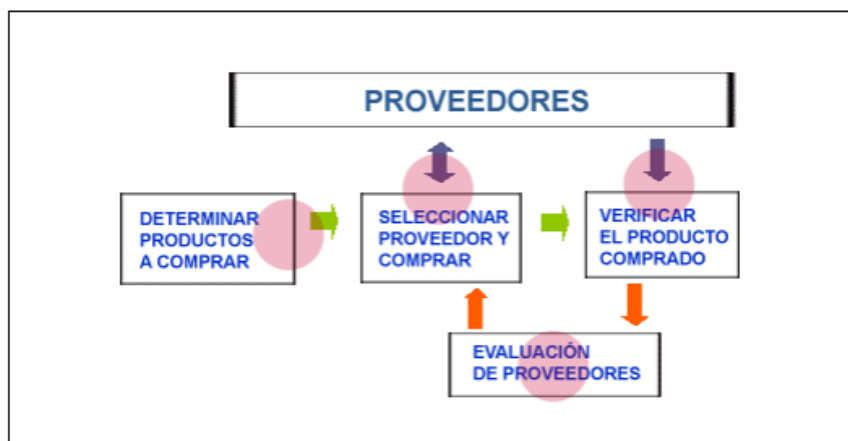 PROVEEDORES
DETERMINAR
PRODUCTOS
A COMPRAR
SELECCIONAR
PROVEEDOR Y
COMPRAR
VERIFICAR
EL PRODUCTO
COMPRADO
EVALUACIÓN
DE PROVEEDORES